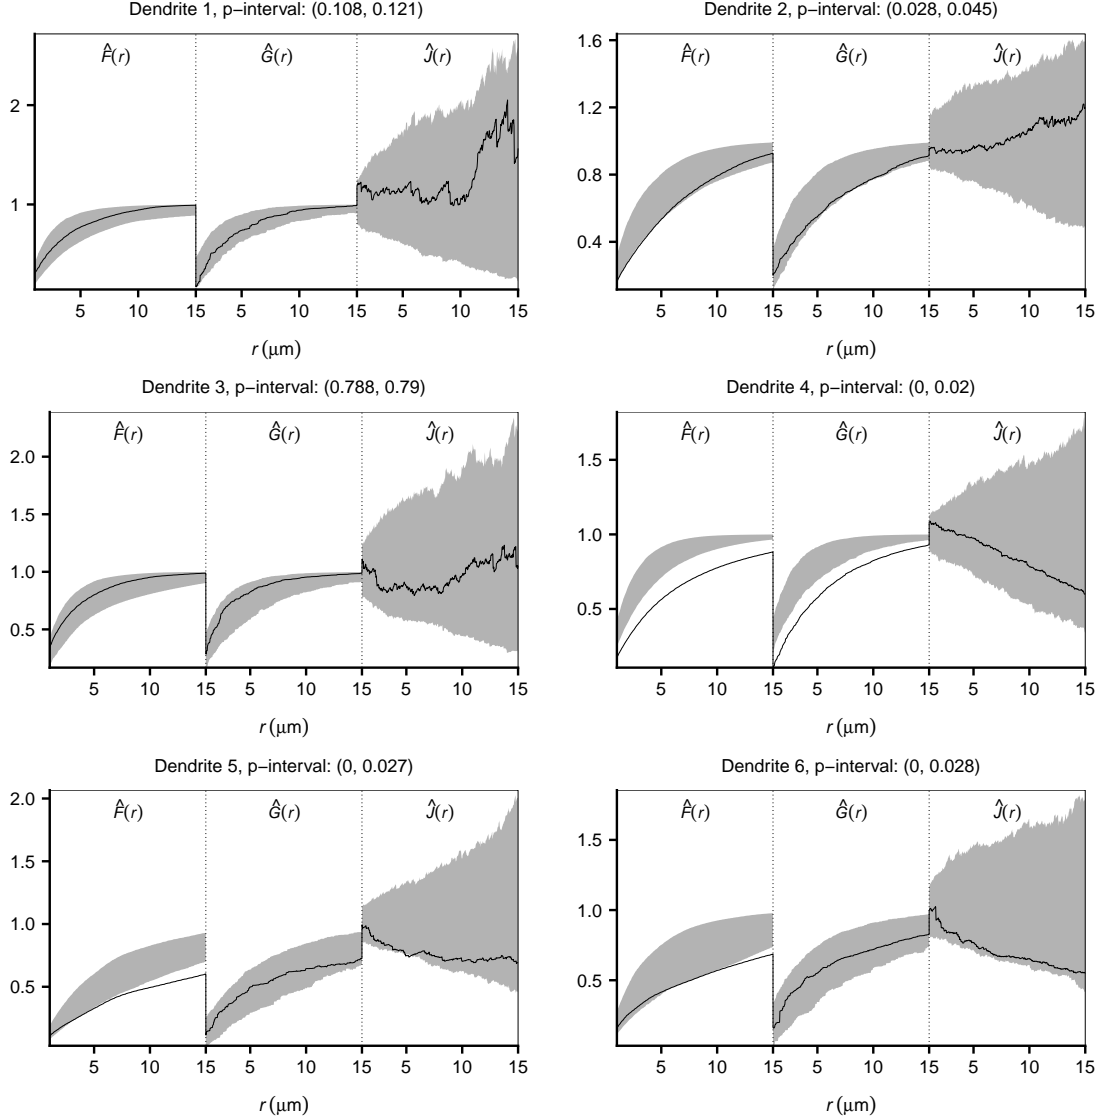 Dendrite 1, p−interval: (0.108, 0.121)
F̂(r) Ĝ(r) Ĵ(r)
2
1
5 10 15 5 10 15 5 10 15
r (μm)
Dendrite 2, p−interval: (0.028, 0.045)
F̂(r) Ĝ(r) Ĵ(r)
1.6
1.2
0.8
0.4
5 10 15 5 10 15 5 10 15
r (μm)
Dendrite 3, p−interval: (0.788, 0.79)
F̂(r) Ĝ(r) Ĵ(r)
2.0
1.5
1.0
0.5
5 10 15 5 10 15 5 10 15
r (μm)
Dendrite 4, p−interval: (0, 0.02)
F̂(r) Ĝ(r) Ĵ(r)
1.5
1.0
0.5
5 10 15 5 10 15 5 10 15
r (μm)
Dendrite 5, p−interval: (0, 0.027)
2.0
F̂(r) Ĝ(r) Ĵ(r)
1.5
1.0
0.5
5 10 15 5 10 15 5 10 15
r (μm)
Dendrite 6, p−interval: (0, 0.028)
F̂(r) Ĝ(r) Ĵ(r)
1.5
1.0
0.5
5 10 15 5 10 15 5 10 15
r (μm)